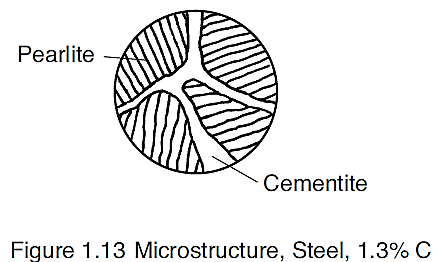 Pearlite
Cementite
Figure 1.13 Microstructure, Steel, 1.3% C